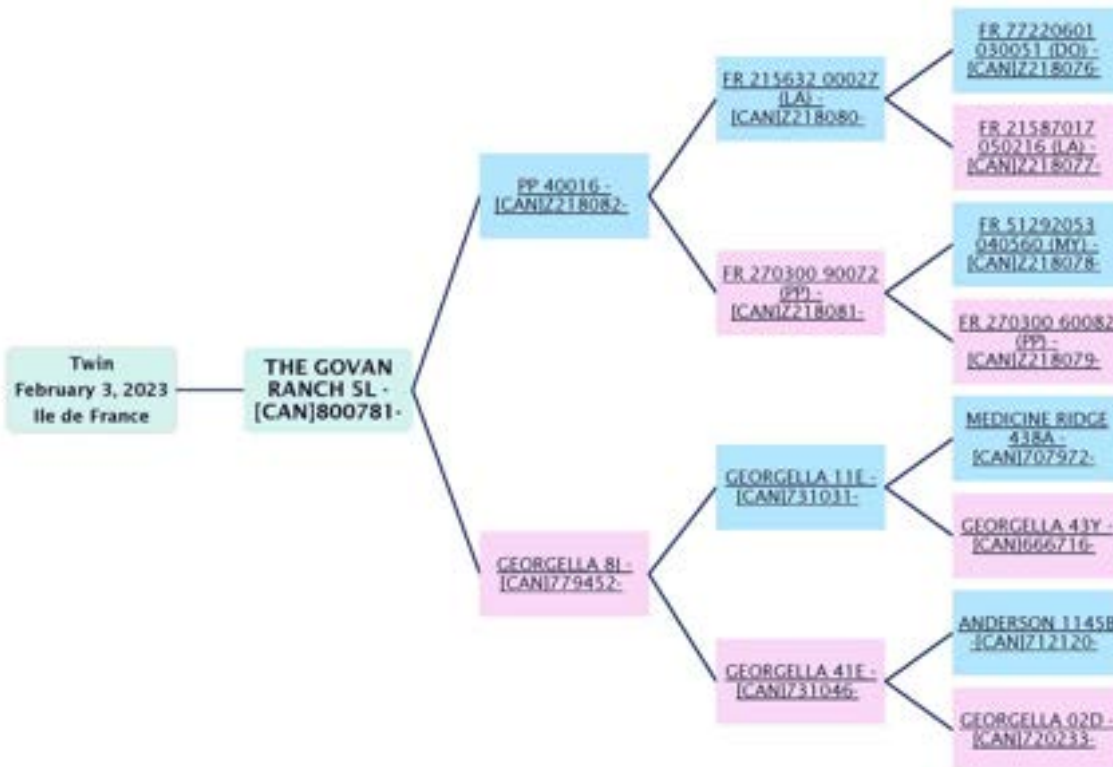 Twin
February 3, 2023
Ile de France
THE GOVAN
RANCH 5L -
[CAN]800781-
PP 40016 -
[CAN]Z218082-
GEORGELLA 8J -
[CAN]779452-
FR 215632 00027
(LA) -
[CAN]Z218080-
FR 270300 90072
(PP) -
[CAN]Z218081-
GEORGELLA 11E -
[CAN]731031-
GEORGELLA 41E -
[CAN]731046-
FR 77220601
030051 (DO) -
[CAN]Z218076-
FR 21587017
050216 (LA) -
[CAN]Z218077-
FR 51292053
040560 (MY) -
[CAN]Z218078-
FR 270300 60082
(PP) -
[CAN]Z218079-
MEDICINE RIDGE
438A -
[CAN]707972-
GEORGELLA 43Y -
[CAN]666716-
ANDERSON 1145B
-[CAN]712120-
GEORGELLA 02D -
[CAN]720233-